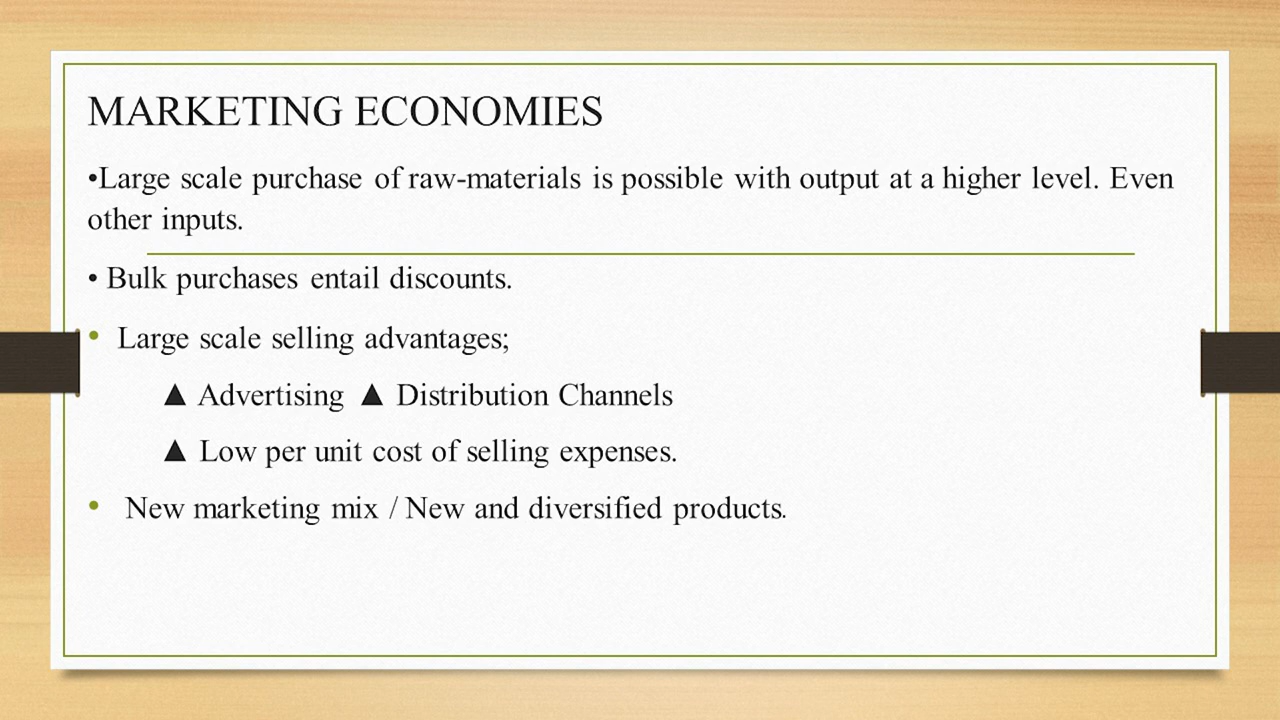 MARKETING ECONOMIES
•Large scale purchase of raw-materials is possible with output at a higher level. Even
other inputs.
• Bulk purchases entail discounts.
• Large scale selling advantages;
▲ Advertising ▲ Distribution Channels
▲ Low per unit cost of selling expenses.
• New marketing mix / New and diversified products.